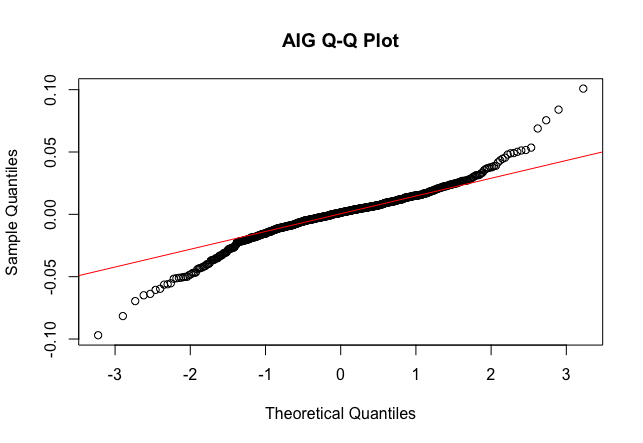 AIG Q-Q Plot
Sample Quantiles
0.10
0.05
0.00
-0.05
-0.10
-3 -2 -1 0 1 2 3
Theoretical Quantiles